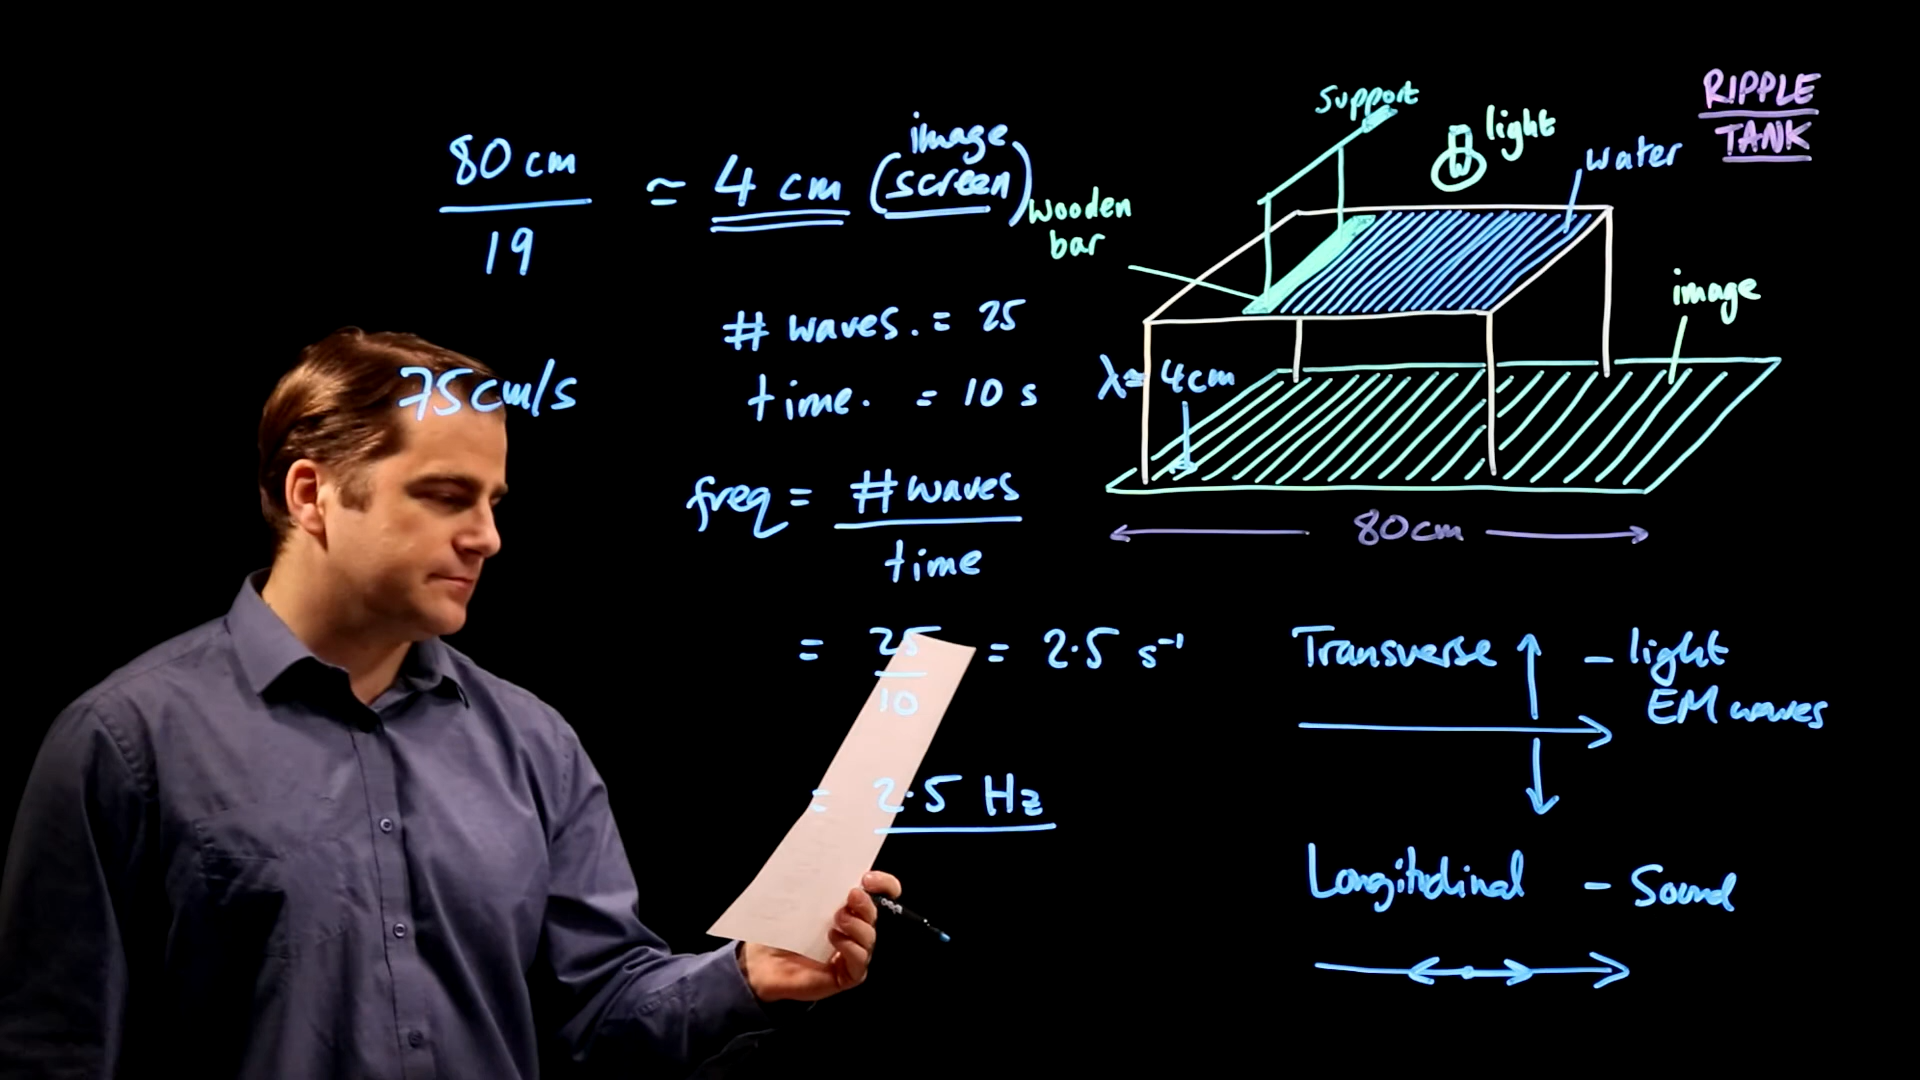 80 cm
19
≃ 4 cm (image
screen)
# waves. = 25
75cm/s
time. = 10 s
freq = # waves
time
= 25
10
= 2.5 s⁻¹
= 2.5 Hz
RIPPLE
TANK
support
light
water
wooden
bar
image
λ≃ 4cm
80cm
Transverse - light
EM waves
Longitudinal - Sound